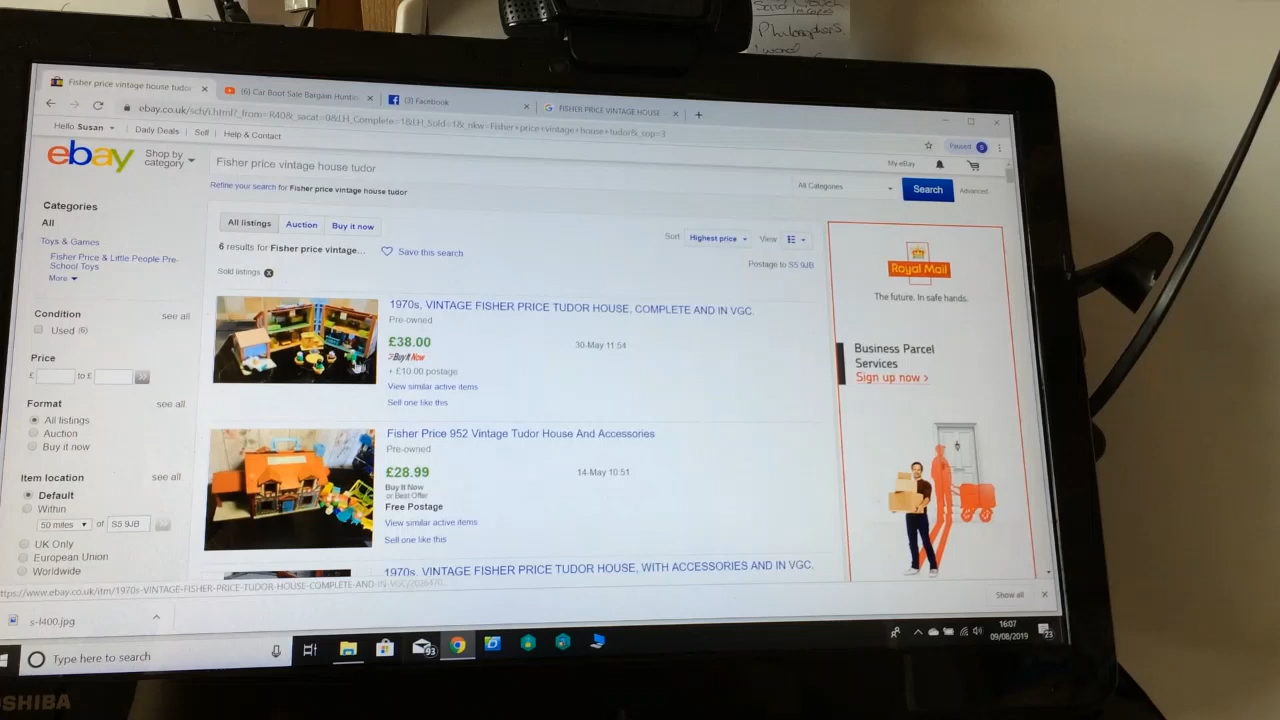 Said
Philosophers
word
Fisher price vintage house tudor
(6) Car Boot Sale Bargain Huntin
(3) Facebook
FISHER PRICE VINTAGE HOUSE
ebay.co.uk/sch/i.html?_from=R40&_sacat=0&LH_Complete=1&LH_Sold=1&_nkw=Fisher+price+vintage+house+tudor&_sop=3
Paused
S
Hello Susan
Daily Deals
Sell
Help & Contact
My eBay
ebay
Shop by category
Fisher price vintage house tudor
All Categories
Search
Advanced
Refine your search for Fisher price vintage house tudor
Categories
All
Toys & Games
Fisher Price & Little People Pre-
School Toys
More
Condition
see all
Used (6)
Price
£ to £
Format
see all
All listings
Auction
Buy it now
Item location
see all
Default
Within
50 miles of S5 9JB
UK Only
European Union
Worldwide
All listings
Auction
Buy it now
Sort
Highest price
View
6 results for Fisher price vintage...
Save this search
Postage to S5 9JB
Sold listings
1970s, VINTAGE FISHER PRICE TUDOR HOUSE, COMPLETE AND IN VGC.
Pre-owned
£38.00
30-May 11:54
Buy It Now
+ £10.00 postage
View similar active items
Sell one like this
Fisher Price 952 Vintage Tudor House And Accessories
Pre-owned
£28.99
14-May 10:51
Buy It Now
or Best Offer
Free Postage
View similar active items
Sell one like this
1970s, VINTAGE FISHER PRICE TUDOR HOUSE, WITH ACCESSORIES AND IN VGC.
Royal Mail
The future. In safe hands.
Business Parcel
Services
Sign up now >
s-l400.jpg
Show all
Type here to search
93
16:07
09/08/2019
23
TOSHIBA